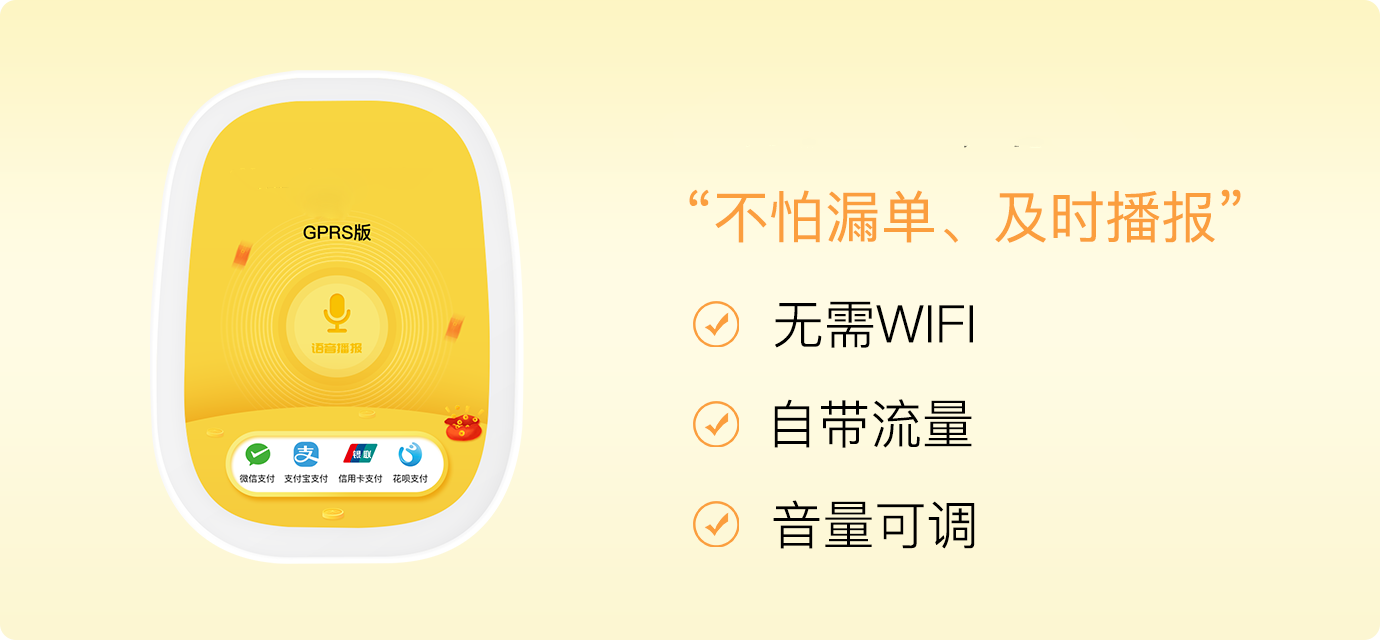 “不怕漏单、及时播报”
无需WIFI
自带流量
音量可调
GPRS版
语音播报
银联
微信支付 支付宝支付 信用卡支付 花呗支付